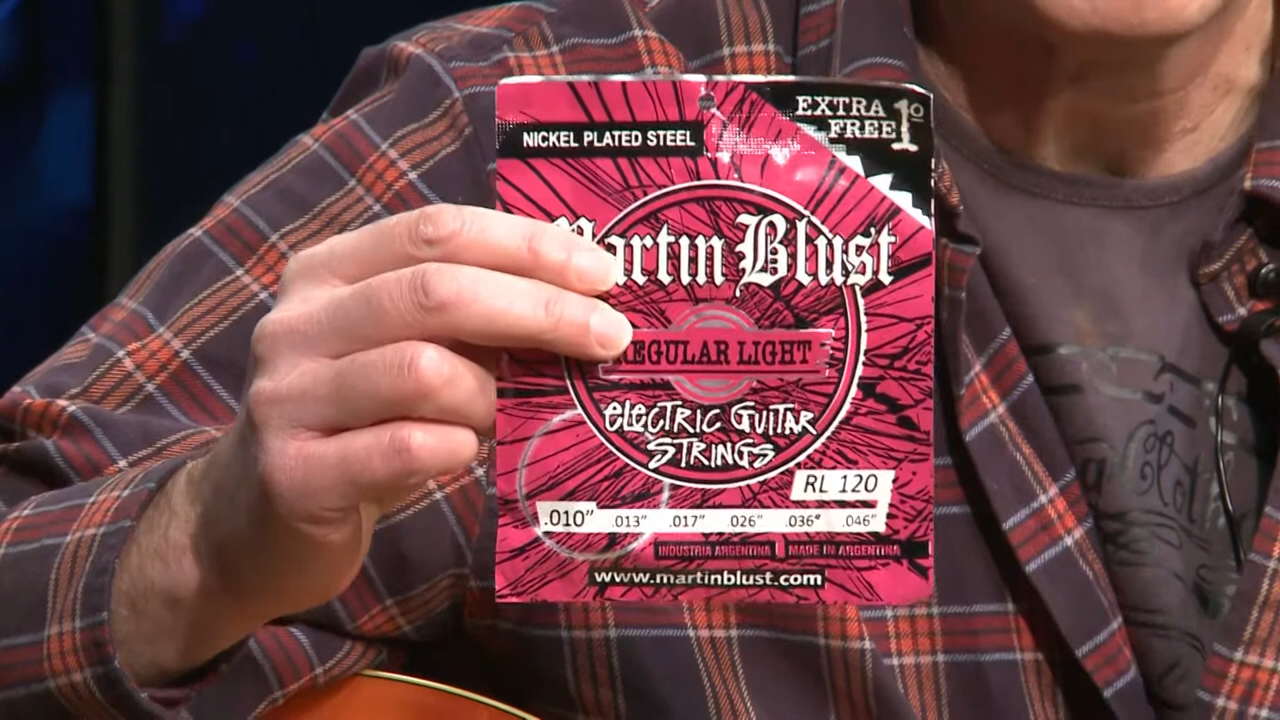 EXTRA
FREE 1º
NICKEL PLATED STEEL
Martin Blust
REGULAR LIGHT
ELECTRIC GUITAR
STRINGS
RL 120
.010" .013" .017" .026" .036" .046"
INDUSTRIA ARGENTINA | MADE IN ARGENTINA
www.martinblust.com